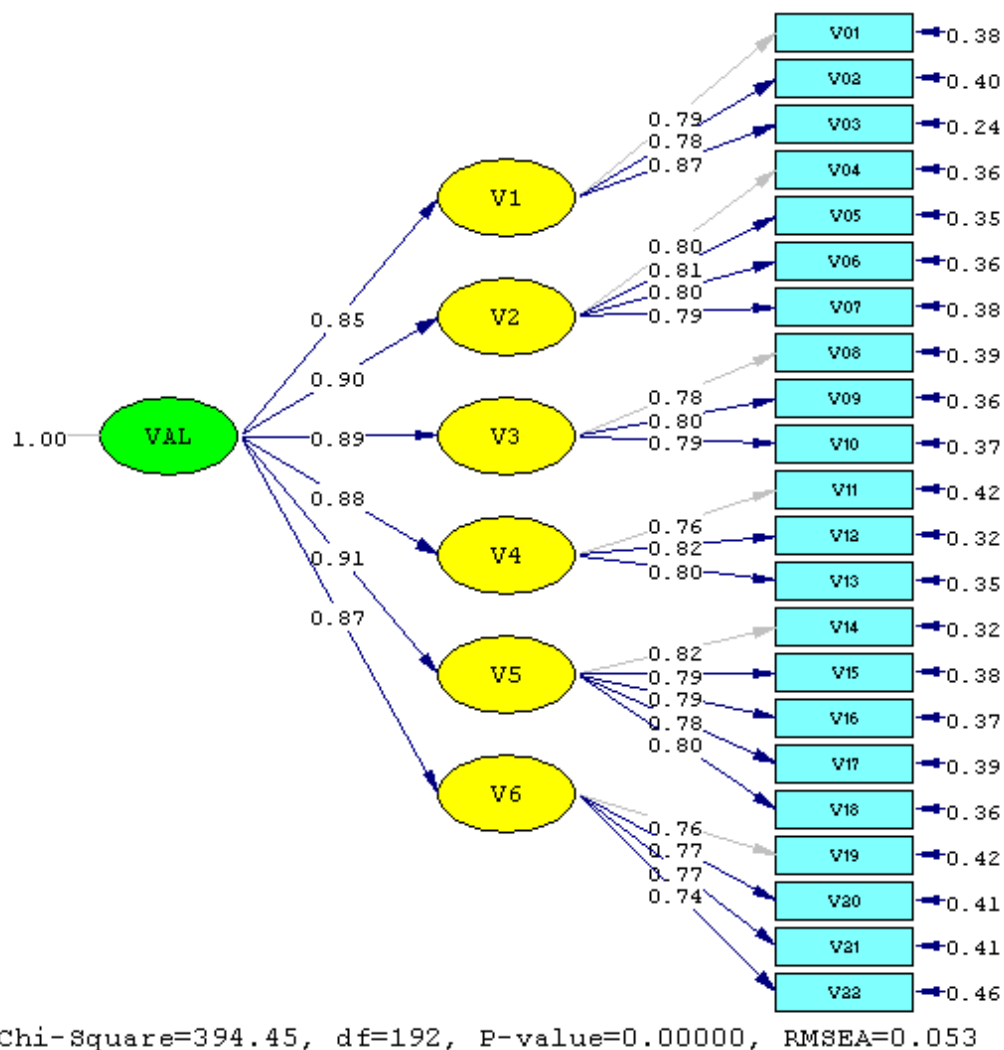 V01 0.38
V02 0.40
0.79
V03 0.24
0.78
0.87
V04 0.36
V1
V05 0.35
0.80
V06 0.36
0.81
0.80
V07 0.38
0.85
V2
0.79
V08 0.39
0.90
0.78
V09 0.36
0.80
1.00 VAL 0.89 V3 0.79 V10 0.37
V11 0.42
0.88
0.76
V12 0.32
0.82
0.91
V4
0.80
V13 0.35
0.87
V14 0.32
0.82
V5
0.79
V15 0.38
0.79
V16 0.37
0.78
0.80
V17 0.39
V6
V18 0.36
0.76
V19 0.42
0.77
0.77
V20 0.41
0.74
V21 0.41
V22 0.46
Chi-Square=394.45, df=192, P-value=0.00000, RMSEA=0.053